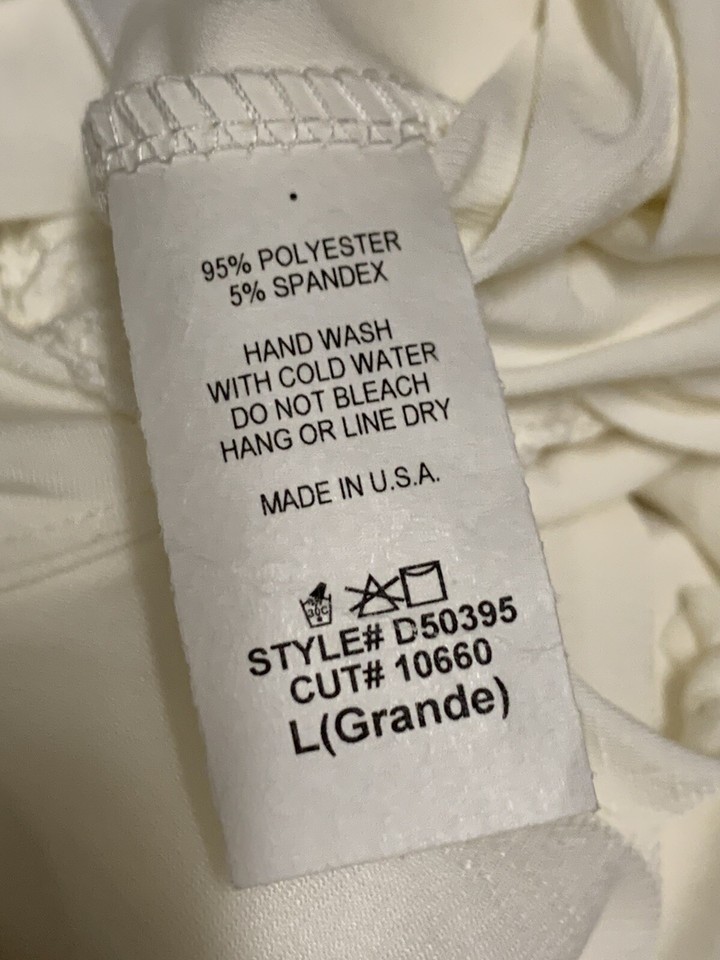 95% POLYESTER
5% SPANDEX
HAND WASH
WITH COLD WATER
DO NOT BLEACH
HANG OR LINE DRY
MADE IN U.S.A.
30C
STYLE# D50395
CUT# 10660
L(Grande)